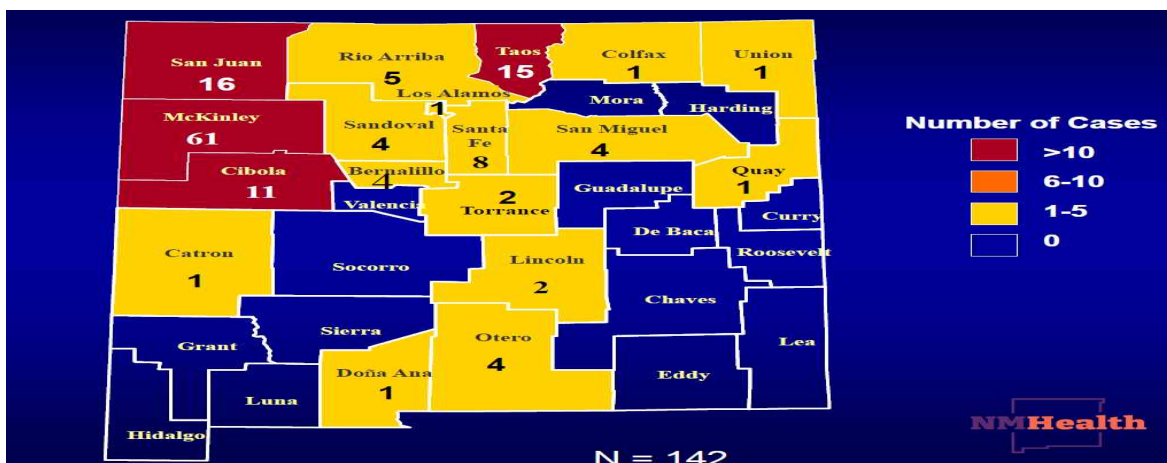 San Juan
16
Rio Arriba
5
Taos
15
Colfax
1
Union
1
Los Alamos
1
Mora
Harding
McKinley
61
Sandoval
4
Santa
Fe
8
San Miguel
4
Cibola
11
Bernalillo
4
Valencia
2
Torrance
Guadalupe
Quay
1
Curry
De Baca
Roosevelt
Catron
1
Socorro
Lincoln
2
Chaves
Grant
Sierra
Otero
4
Lea
Doña Ana
1
Eddy
Luna
Hidalgo
N = 142
Number of Cases
>10
6-10
1-5
0
NMHealth